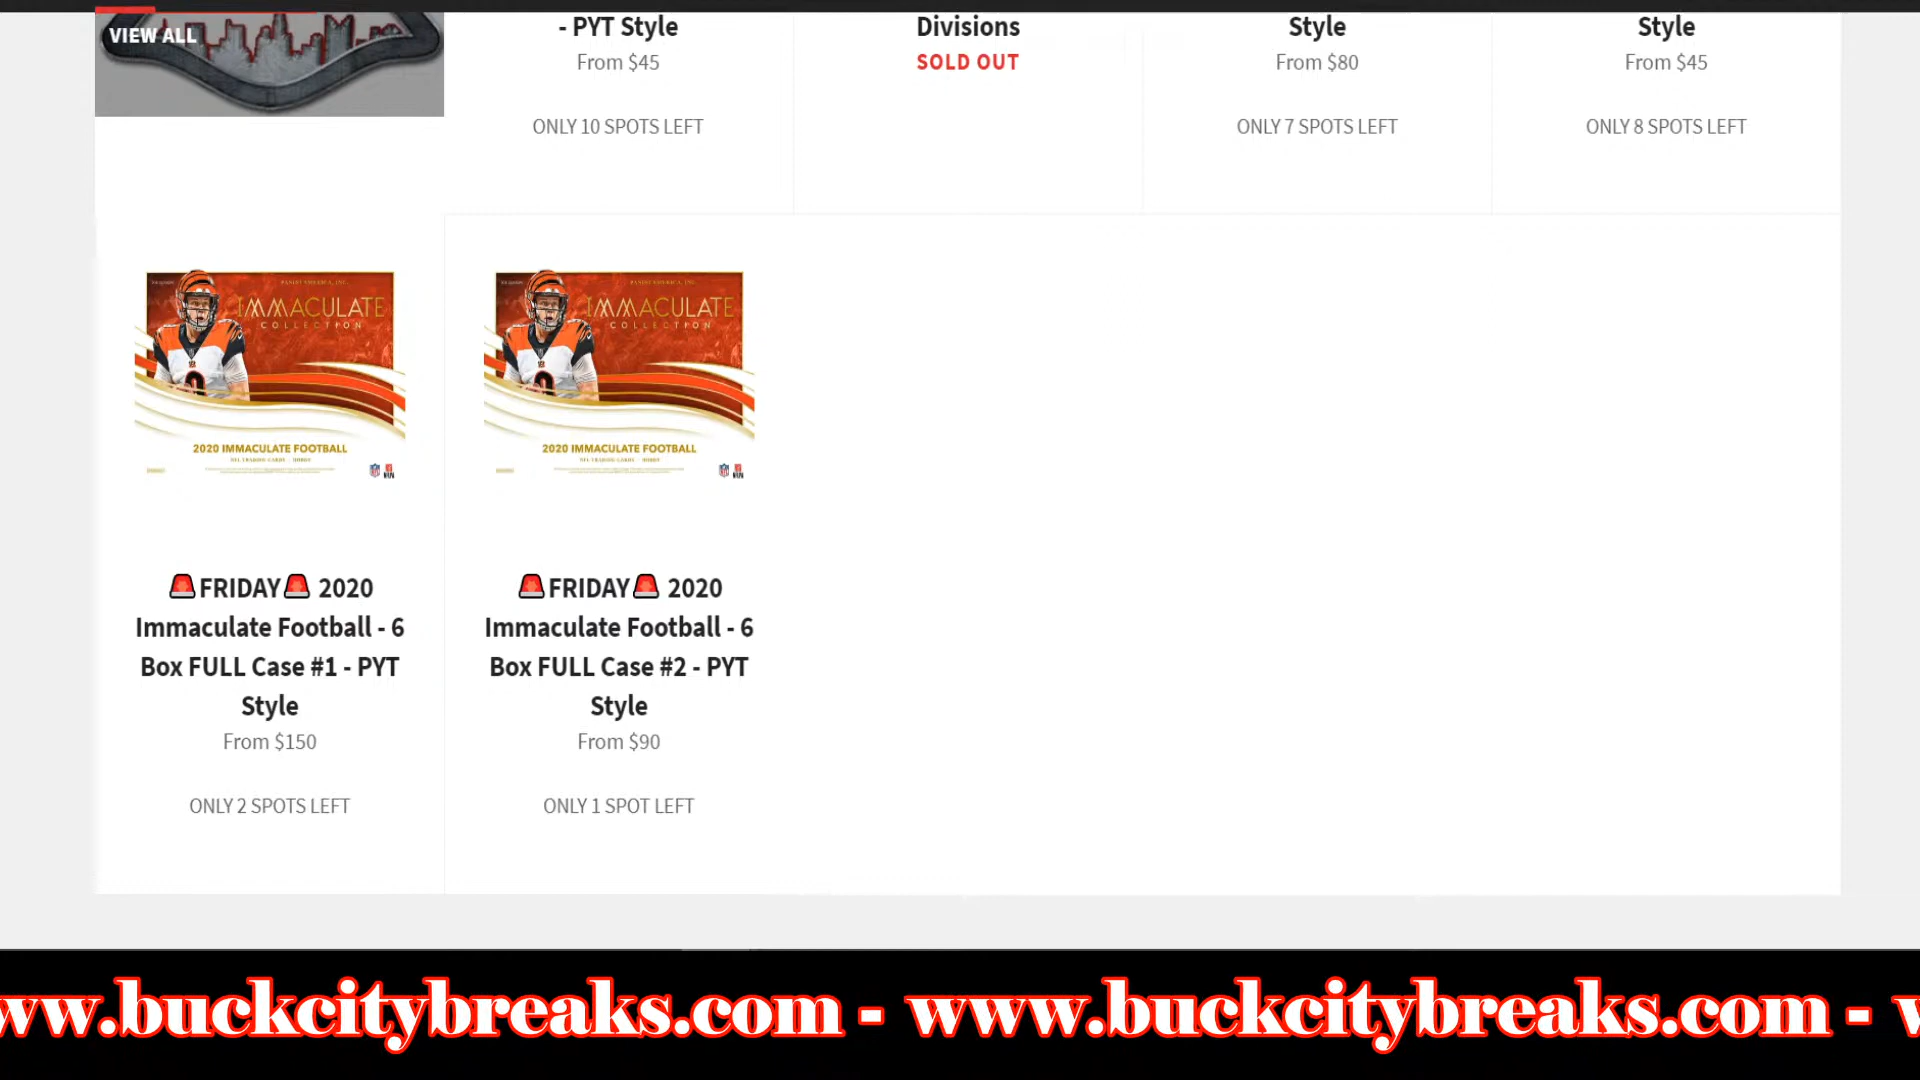 VIEW ALL
- PYT Style
From $45
ONLY 10 SPOTS LEFT
Divisions
SOLD OUT
Style
From $80
ONLY 7 SPOTS LEFT
Style
From $45
ONLY 8 SPOTS LEFT
IMMACULATE
COLLECTION
2020 IMMACULATE FOOTBALL
IMMACULATE
COLLECTION
2020 IMMACULATE FOOTBALL
🚨FRIDAY🚨 2020
Immaculate Football - 6
Box FULL Case #1 - PYT
Style
From $150
ONLY 2 SPOTS LEFT
🚨FRIDAY🚨 2020
Immaculate Football - 6
Box FULL Case #2 - PYT
Style
From $90
ONLY 1 SPOT LEFT
ww.buckcitybreaks.com - www.buckcitybreaks.com - w